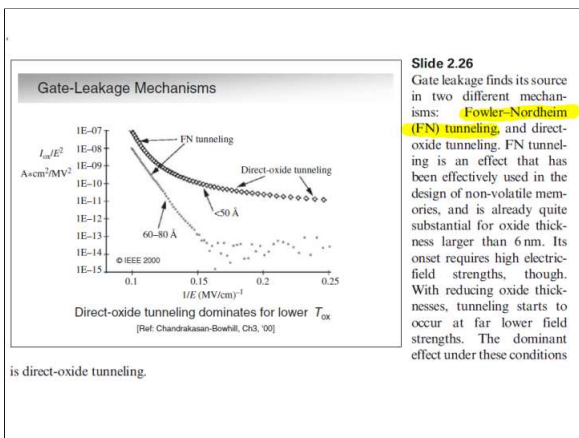 Gate-Leakage Mechanisms
I_ox/E²
A∗cm²/MV²
1E–07
1E–08
1E–09
1E–10
1E–11
1E–12
1E–13
1E–14
1E–15
FN tunneling
Direct-oxide tunneling
<50 Å
60–80 Å
© IEEE 2000
0.1
0.15
0.2
0.25
1/E (MV/cm)⁻¹
Direct-oxide tunneling dominates for lower T_ox
[Ref: Chandrakasan-Bowhill, Ch3, '00]
Slide 2.26
Gate leakage finds its source
in two different mechan-
isms: Fowler–Nordheim
(FN) tunneling, and direct-
oxide tunneling. FN tunnel-
ing is an effect that has
been effectively used in the
design of non-volatile mem-
ories, and is already quite
substantial for oxide thick-
ness larger than 6 nm. Its
onset requires high electric-
field strengths, though.
With reducing oxide thick-
nesses, tunneling starts to
occur at far lower field
strengths. The dominant
effect under these conditions
is direct-oxide tunneling.